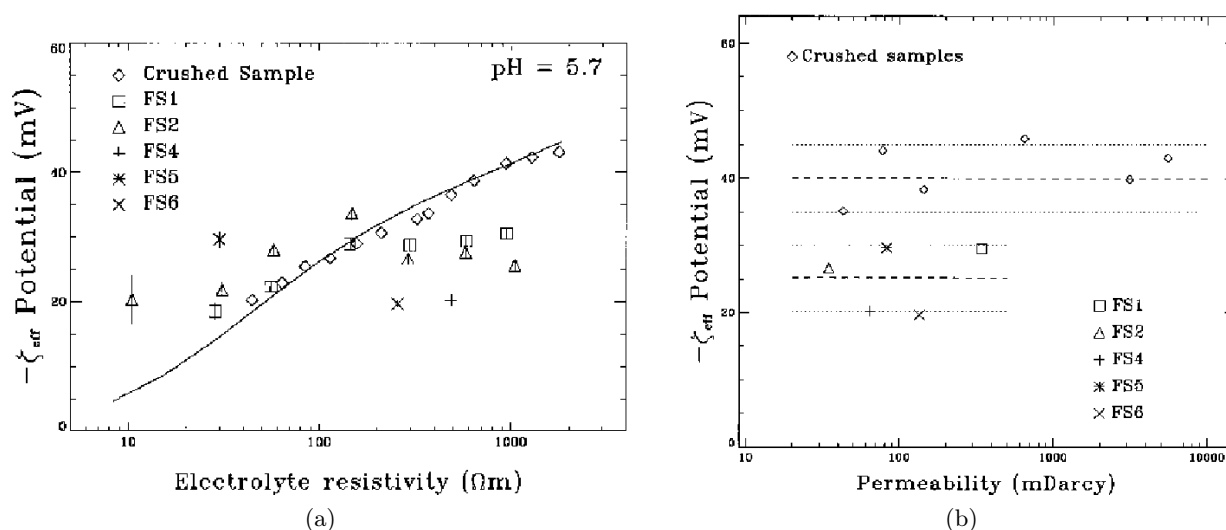 60
40
20
0
−ζeff Potential (mV)
pH = 5.7
Crushed Sample
FS1
FS2
FS4
FS5
FS6
10
100
1000
Electrolyte resistivity (Ωm)
(a)
60
40
20
0
−ζeff Potential (mV)
Crushed samples
FS1
FS2
FS4
FS5
FS6
10
100
1000
10000
Permeability (mDarcy)
(b)